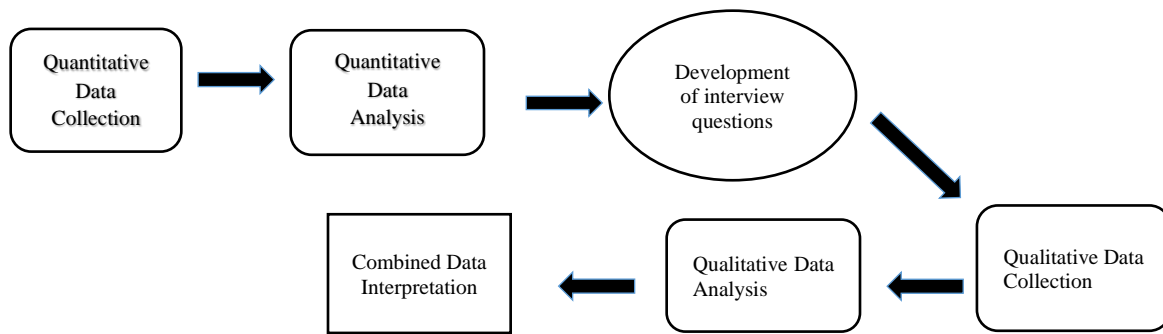 Quantitative
Data
Collection
Quantitative
Data
Analysis
Development
of interview
questions
Qualitative Data
Collection
Qualitative Data
Analysis
Combined Data
Interpretation